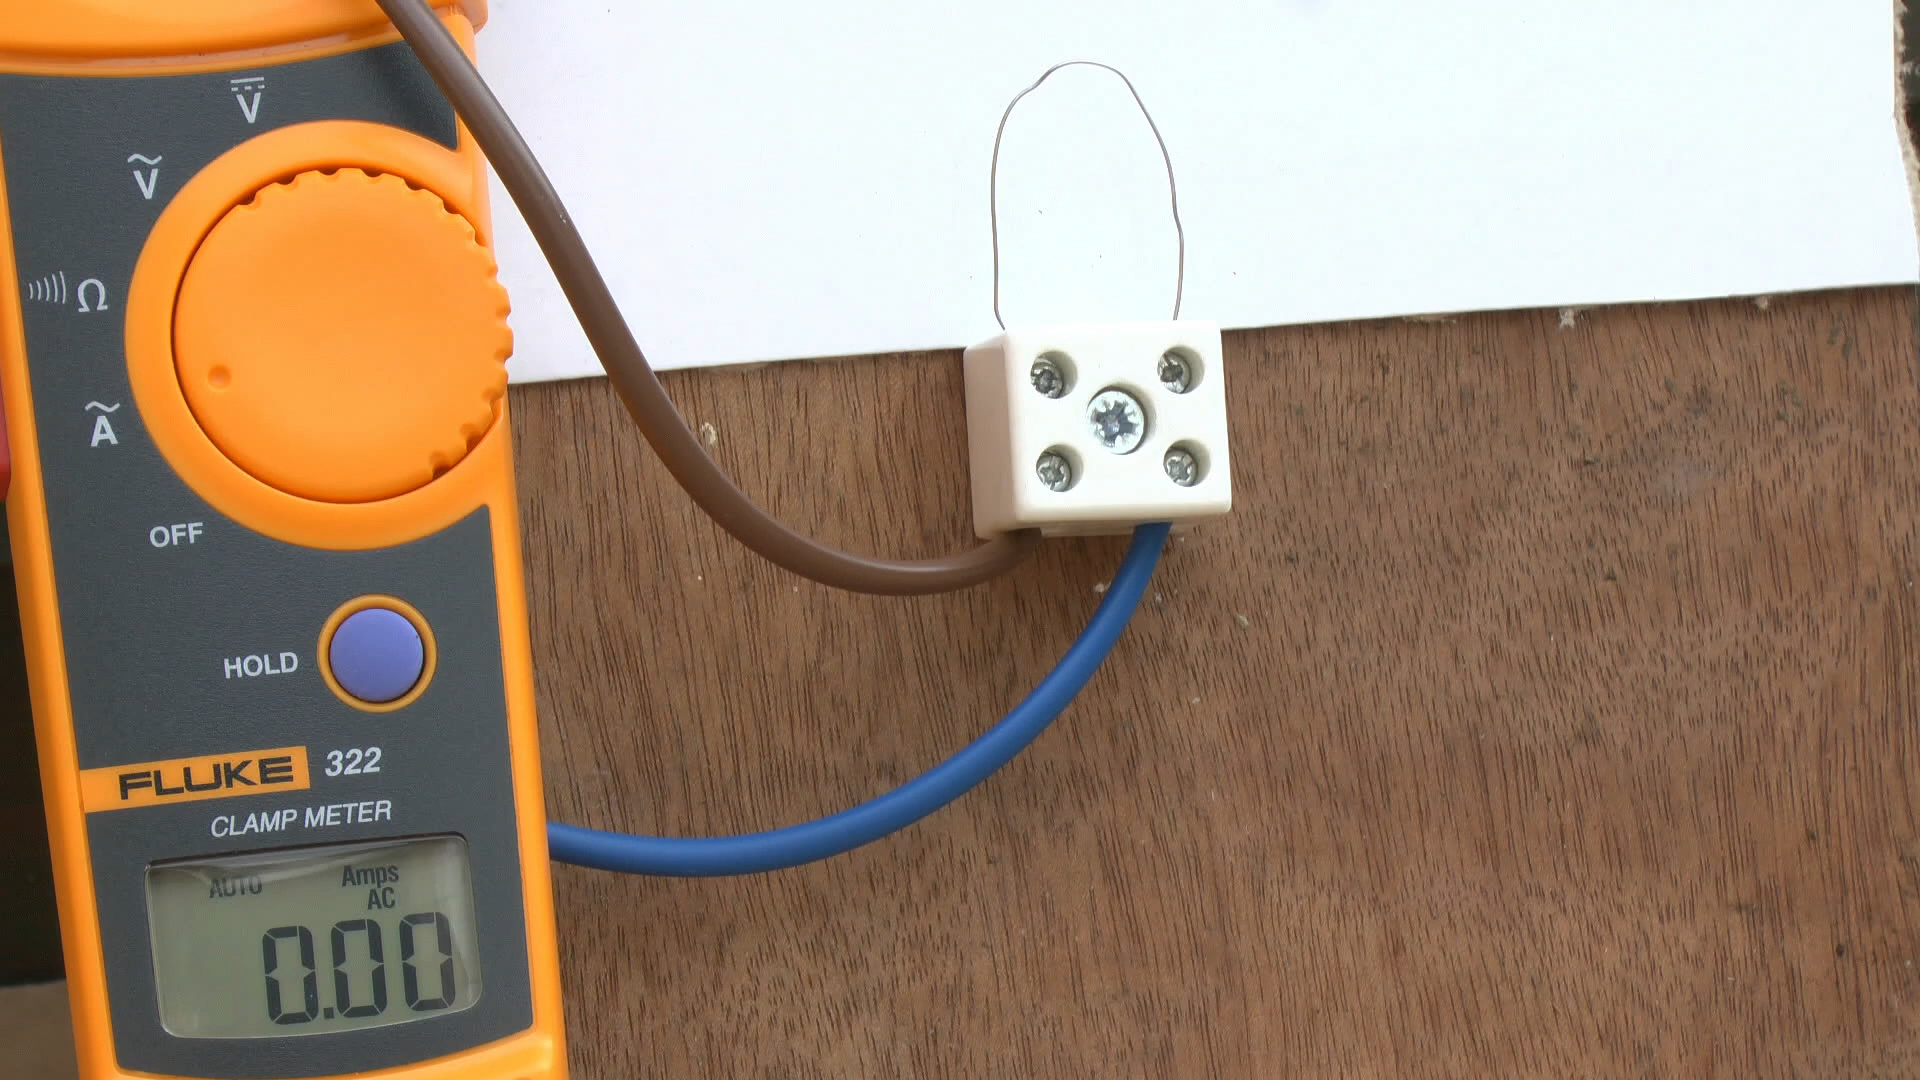 V
V
Ω
A
OFF
HOLD
FLUKE 322
CLAMP METER
AUTO Amps
AC
0.00